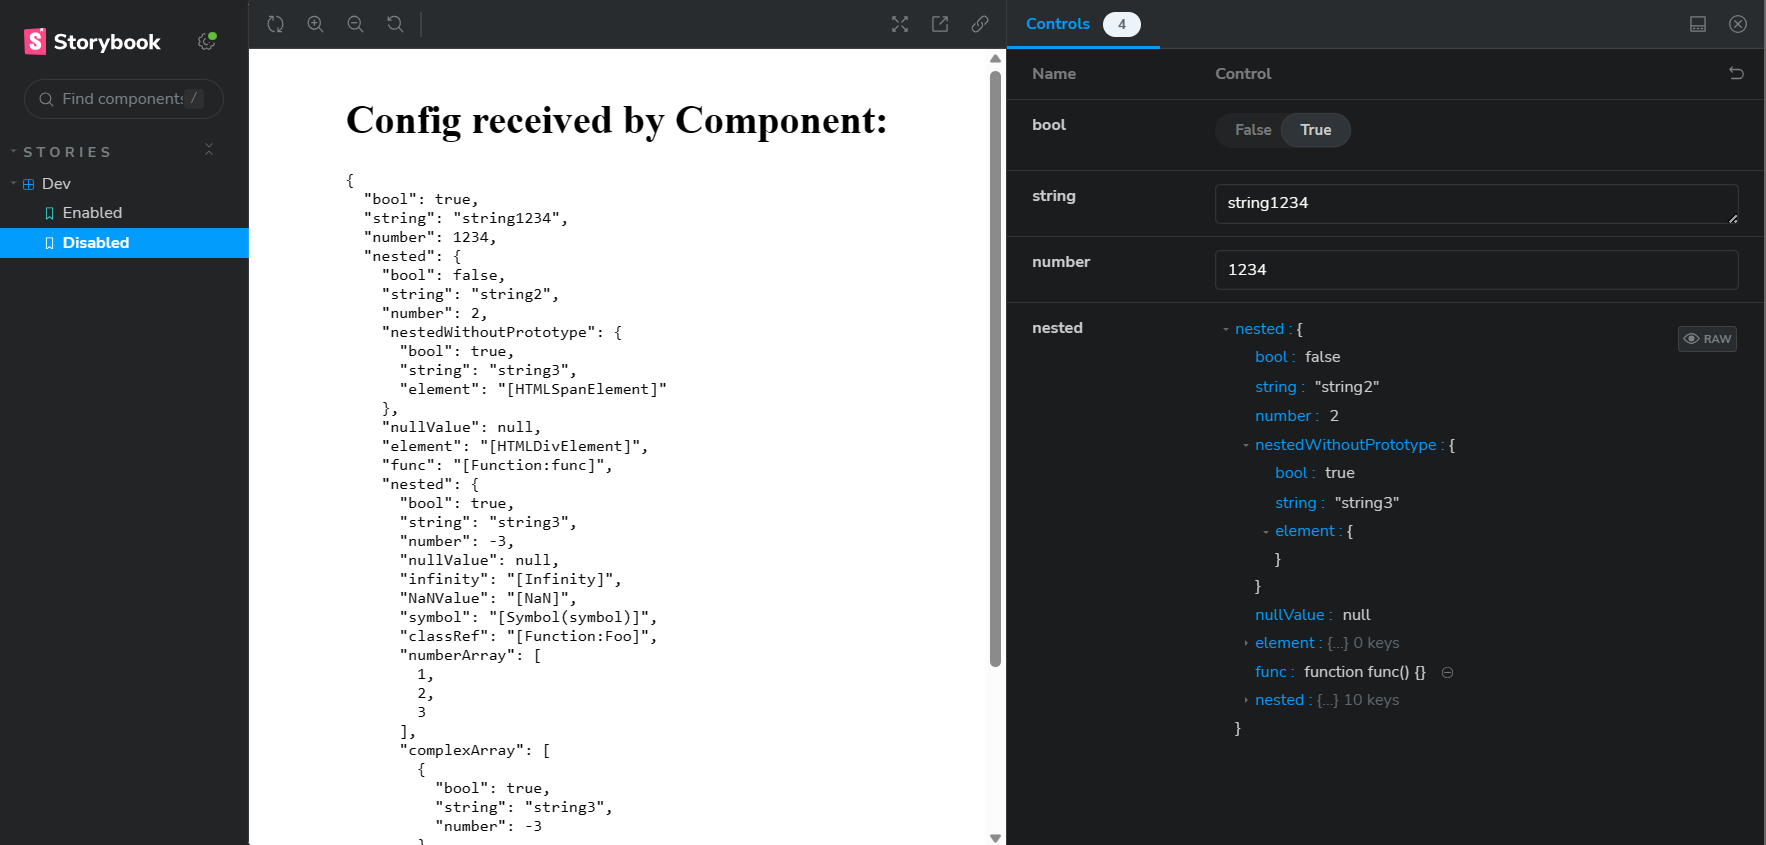 Storybook
Find components /
STORIES
Dev
Enabled
Disabled
Config received by Component:
{
  "bool": true,
  "string": "string1234",
  "number": 1234,
  "nested": {
    "bool": false,
    "string": "string2",
    "number": 2,
    "nestedWithoutPrototype": {
      "bool": true,
      "string": "string3",
      "element": "[HTMLSpanElement]"
    },
    "nullValue": null,
    "element": "[HTMLDivElement]",
    "func": "[Function:func]",
    "nested": {
      "bool": true,
      "string": "string3",
      "number": -3,
      "nullValue": null,
      "infinity": "[Infinity]",
      "NaNValue": "[NaN]",
      "symbol": "[Symbol(symbol)]",
      "classRef": "[Function:Foo]",
      "numberArray": [
        1,
        2,
        3
      ],
      "complexArray": [
        {
          "bool": true,
          "string": "string3",
          "number": -3
        }
Controls 4
Name Control
bool False True
string string1234
number 1234
nested nested : {
RAW
bool : false
string : "string2"
number : 2
nestedWithoutPrototype : {
bool : true
string : "string3"
element : {
}
}
nullValue : null
element : {...} 0 keys
func : function func() {}
nested : {...} 10 keys
}